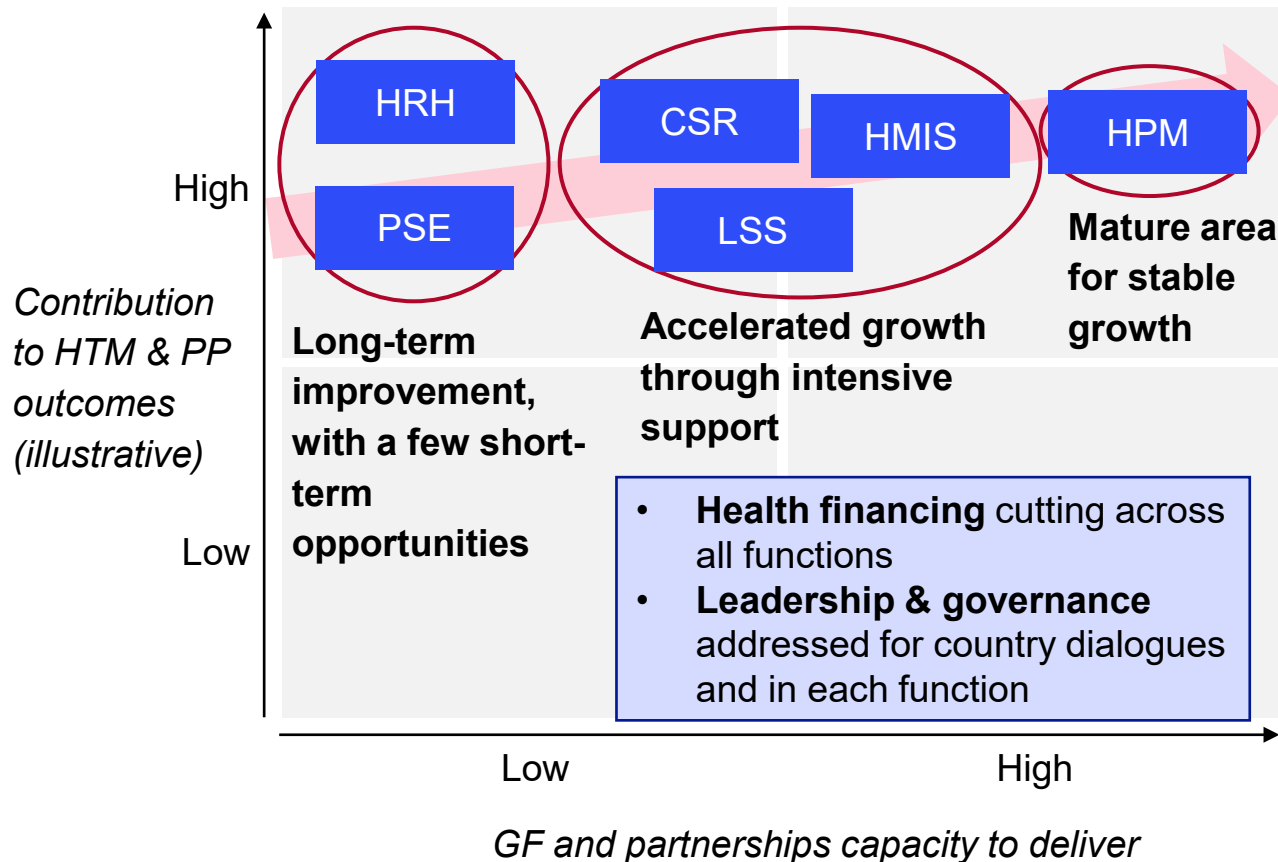 HRH
CSR
HMIS
HPM
PSE
LSS
High
Low
Contribution
to HTM & PP
outcomes
(illustrative)
Long-term
improvement,
with a few short-
term
opportunities
Accelerated growth
through intensive
support
Mature area
for stable
growth
• Health financing cutting across
all functions
• Leadership & governance
addressed for country dialogues
and in each function
Low
High
GF and partnerships capacity to deliver